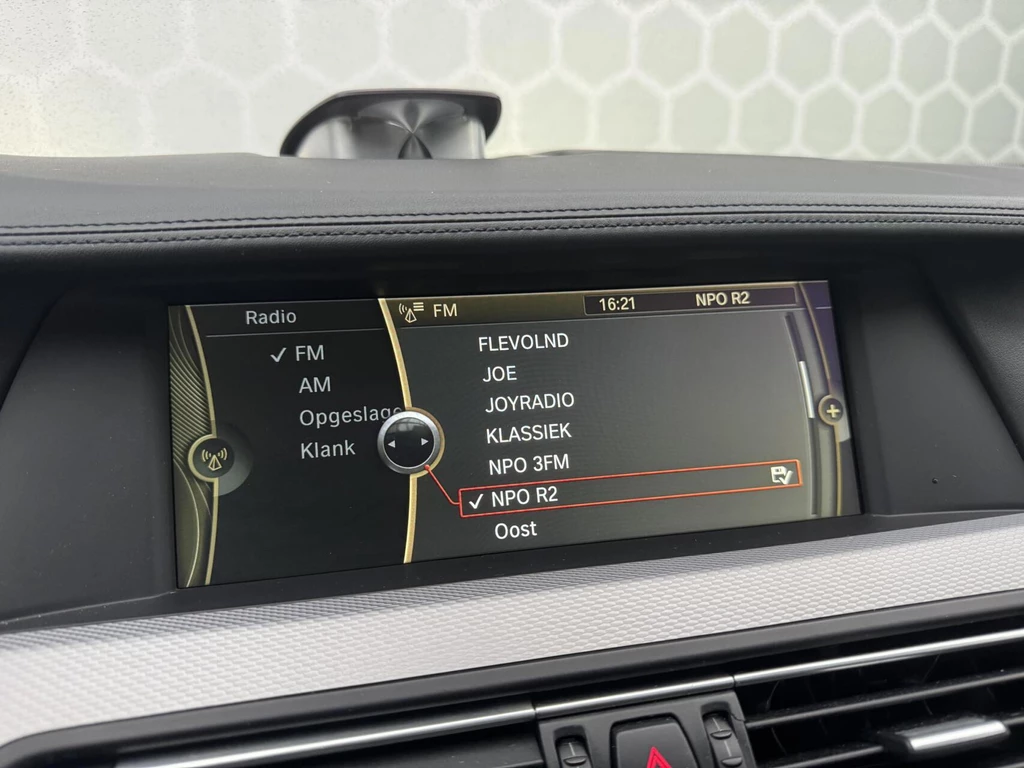 Radio
FM
AM
Opgeslage
Klank
FM 16:21 NPO R2
FLEVOLND
JOE
JOYRADIO
KLASSIEK
NPO 3FM
NPO R2
Oost